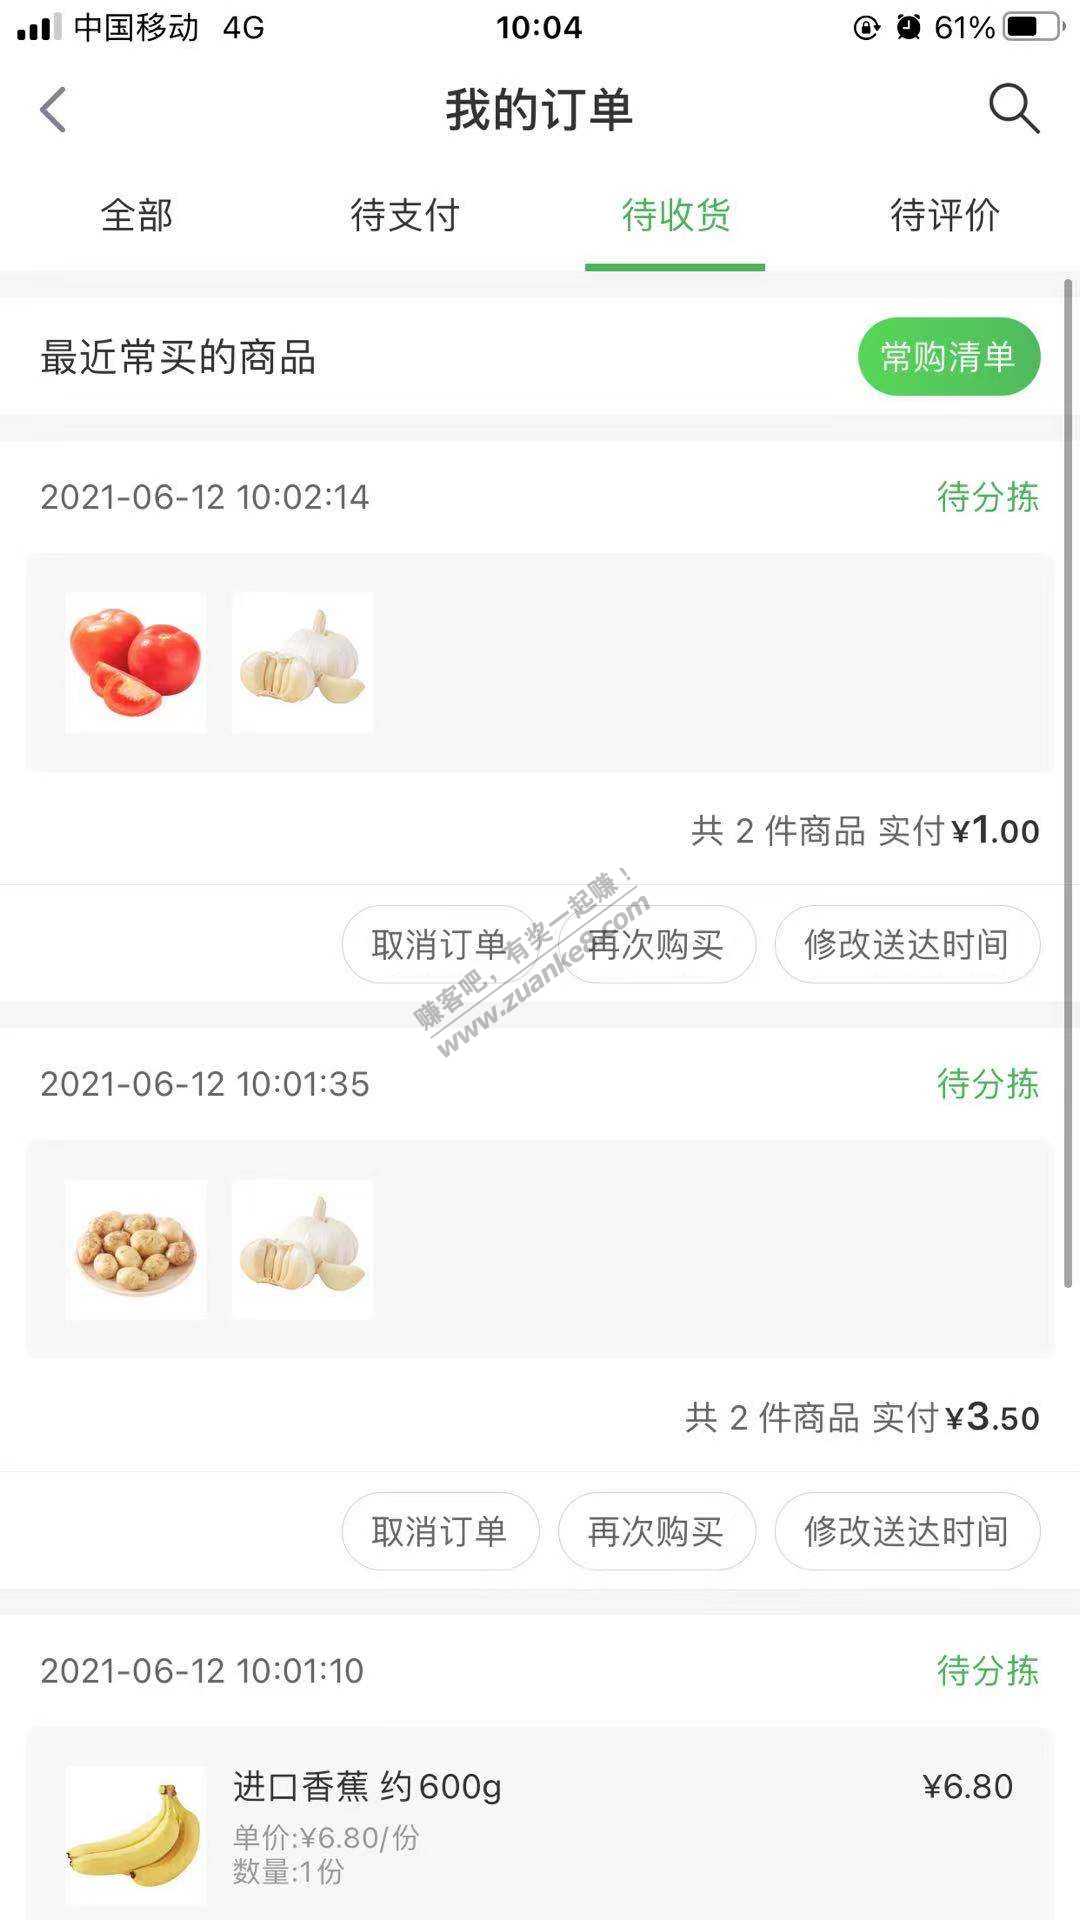 中国移动 4G 10:04 61%
我的订单
全部 待支付 待收货 待评价
最近常买的商品 常购清单
2021-06-12 10:02:14 待分拣
共 2 件商品 实付 ¥1.00
取消订单 再次购买 修改送达时间
赚客吧，有奖一起赚！
www.zuanke8.com
2021-06-12 10:01:35 待分拣
共 2 件商品 实付 ¥3.50
取消订单 再次购买 修改送达时间
2021-06-12 10:01:10 待分拣
进口香蕉 约600g ¥6.80
单价:¥6.80/份
数量:1份